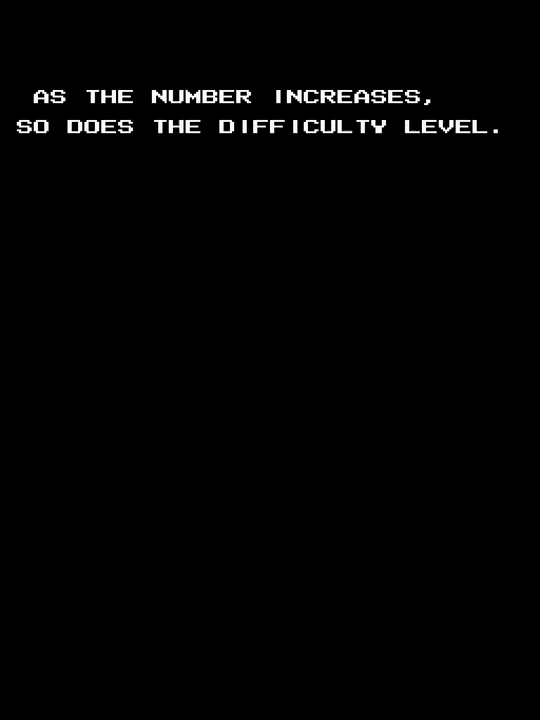 AS THE NUMBER INCREASES,
SO DOES THE DIFFICULTY LEVEL.